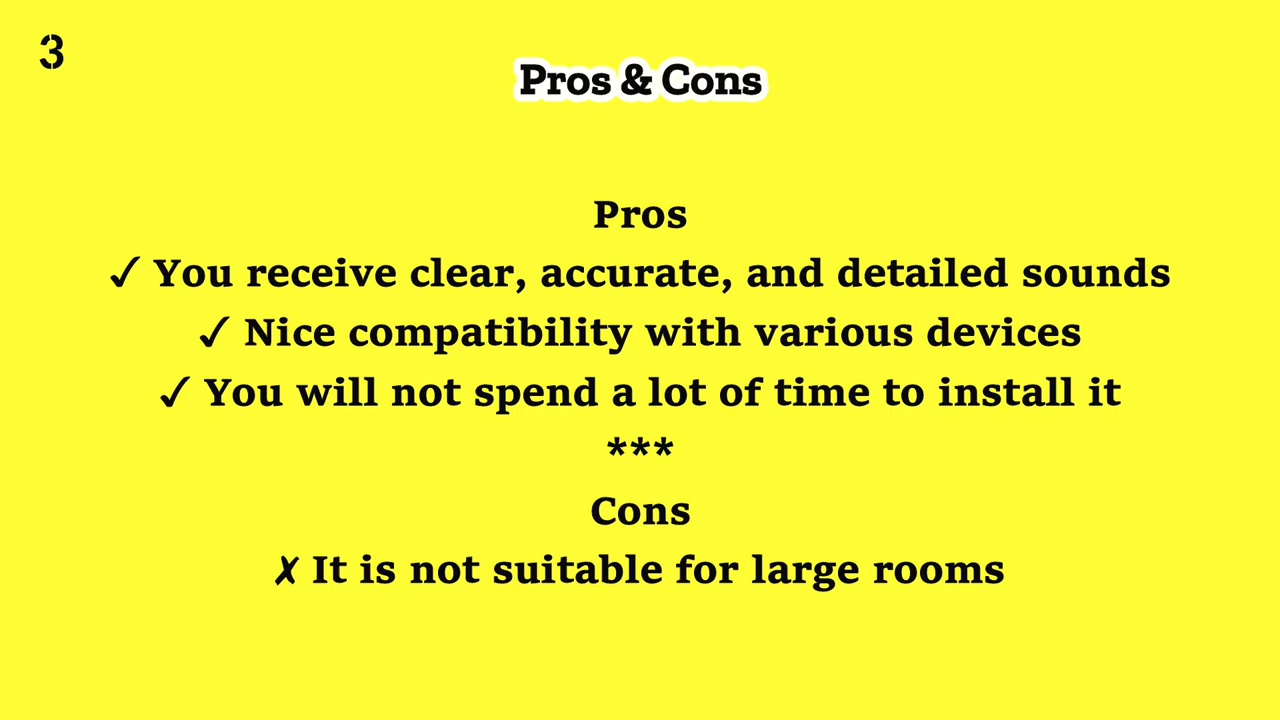 3
Pros & Cons
Pros
✓ You receive clear, accurate, and detailed sounds
✓ Nice compatibility with various devices
✓ You will not spend a lot of time to install it
***
Cons
✗ It is not suitable for large rooms